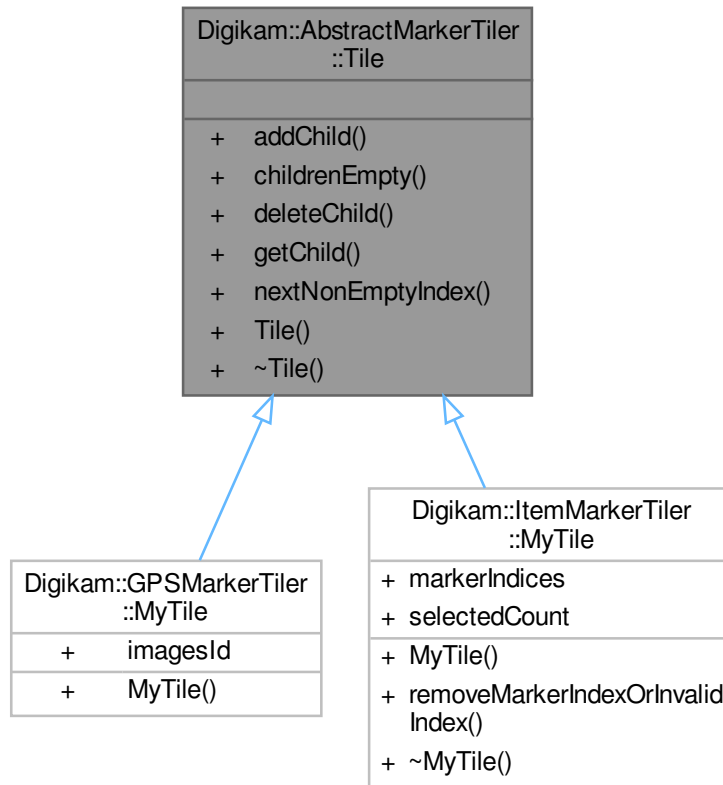 Digikam::AbstractMarkerTiler
::Tile
+ addChild()
+ childrenEmpty()
+ deleteChild()
+ getChild()
+ nextNonEmptyIndex()
+ Tile()
+ ~Tile()
Digikam::GPSMarkerTiler
::MyTile
+ imagesId
+ MyTile()
Digikam::ItemMarkerTiler
::MyTile
+ markerIndices
+ selectedCount
+ MyTile()
+ removeMarkerIndexOrInvalid
Index()
+ ~MyTile()